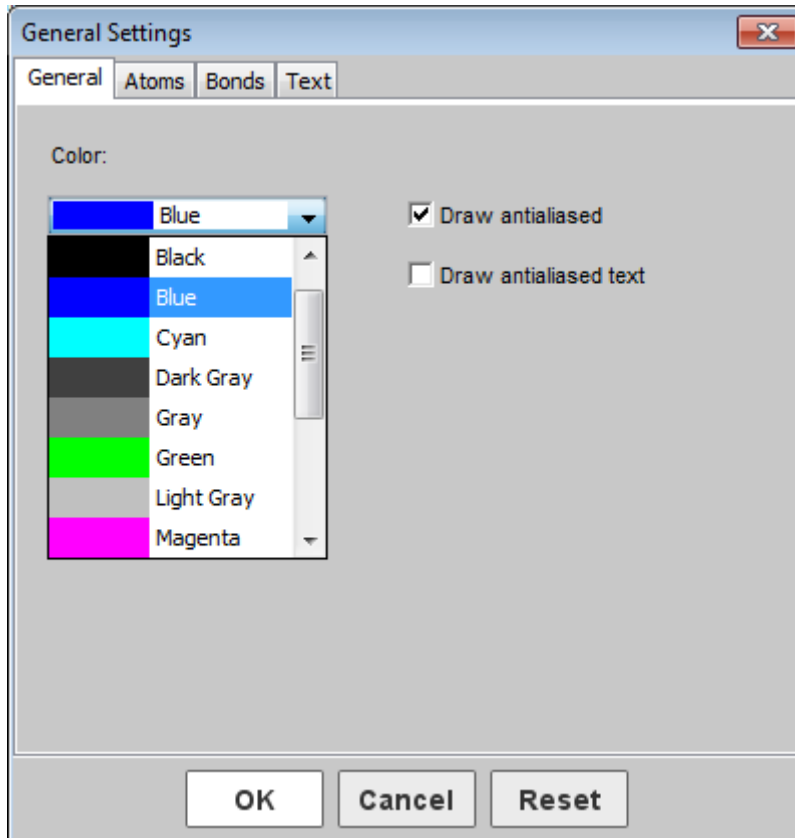 General Settings
General Atoms Bonds Text
Color:
Blue
Draw antialiased
Black
Draw antialiased text
Blue
Cyan
Dark Gray
Gray
Green
Light Gray
Magenta
OK Cancel Reset